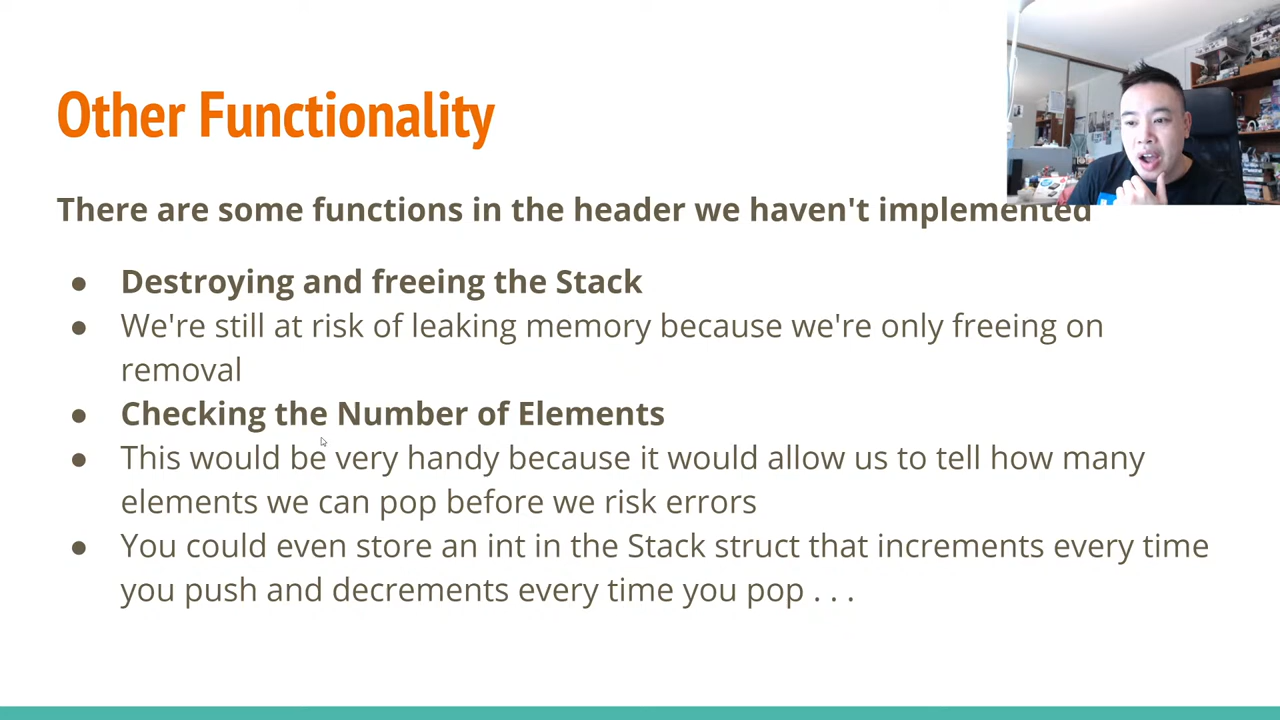 Other Functionality
There are some functions in the header we haven't implemented
● Destroying and freeing the Stack
● We're still at risk of leaking memory because we're only freeing on
removal
● Checking the Number of Elements
● This would be very handy because it would allow us to tell how many
elements we can pop before we risk errors
● You could even store an int in the Stack struct that increments every time
you push and decrements every time you pop . . .